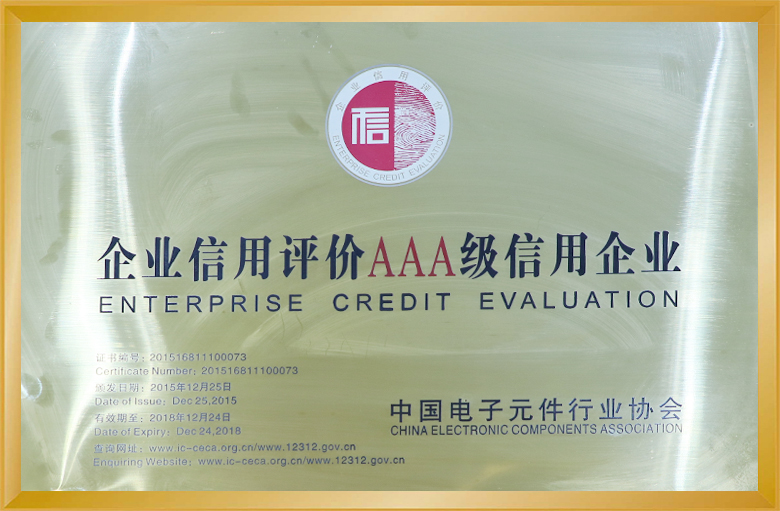 企业信用评价
信
ENTERPRISE CREDIT EVALUATION
企业信用评价AAA级信用企业
ENTERPRISE CREDIT EVALUATION
证书编号：201516811100073
Certificate Number：201516811100073
颁发日期：2015年12月25日
Date of Issue：Dec 25,2015
有效期至：2018年12月24日
Date of Expiry：Dec 24,2018
查询网址：www.ic-ceca.org.cn/www.12312.gov.cn
Enquiring Website：www.ic-ceca.org.cn/www.12312.gov.cn
中国电子元件行业协会
CHINA ELECTRONIC COMPONENTS ASSOCIATION